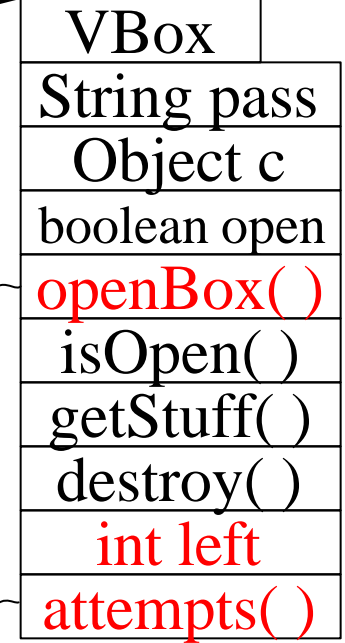 VBox
String pass
Object c
boolean open
openBox( )
isOpen( )
getStuff( )
destroy( )
int left
attempts( )